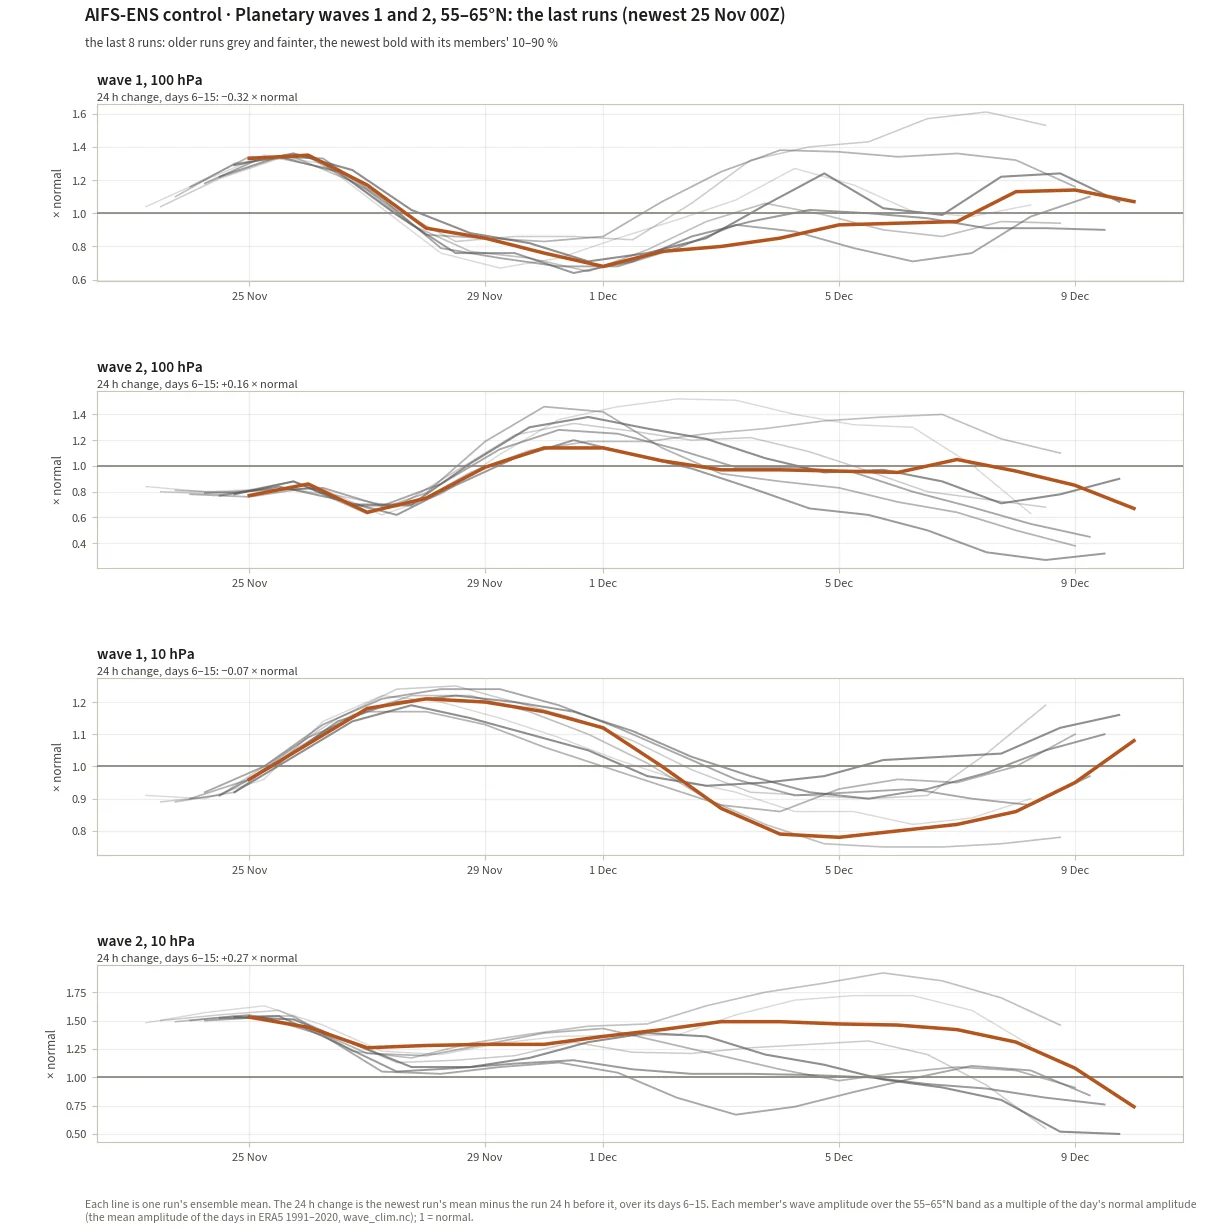 AIFS-ENS control · Planetary waves 1 and 2, 55–65°N: the last runs (newest 25 Nov 00Z)
the last 8 runs: older runs grey and fainter, the newest bold with its members' 10–90 %
wave 1, 100 hPa
24 h change, days 6–15: −0.32 × normal
1.6
1.4
1.2
1.0
0.8
0.6
× normal
25 Nov 29 Nov 1 Dec 5 Dec 9 Dec
wave 2, 100 hPa
24 h change, days 6–15: +0.16 × normal
1.4
1.2
1.0
0.8
0.6
0.4
× normal
25 Nov 29 Nov 1 Dec 5 Dec 9 Dec
wave 1, 10 hPa
24 h change, days 6–15: −0.07 × normal
1.2
1.1
1.0
0.9
0.8
× normal
25 Nov 29 Nov 1 Dec 5 Dec 9 Dec
wave 2, 10 hPa
24 h change, days 6–15: +0.27 × normal
1.75
1.50
1.25
1.00
0.75
0.50
× normal
25 Nov 29 Nov 1 Dec 5 Dec 9 Dec
Each line is one run's ensemble mean. The 24 h change is the newest run's mean minus the run 24 h before it, over its days 6–15. Each member's wave amplitude over the 55–65°N band as a multiple of the day's normal amplitude
(the mean amplitude of the days in ERA5 1991–2020, wave_clim.nc); 1 = normal.